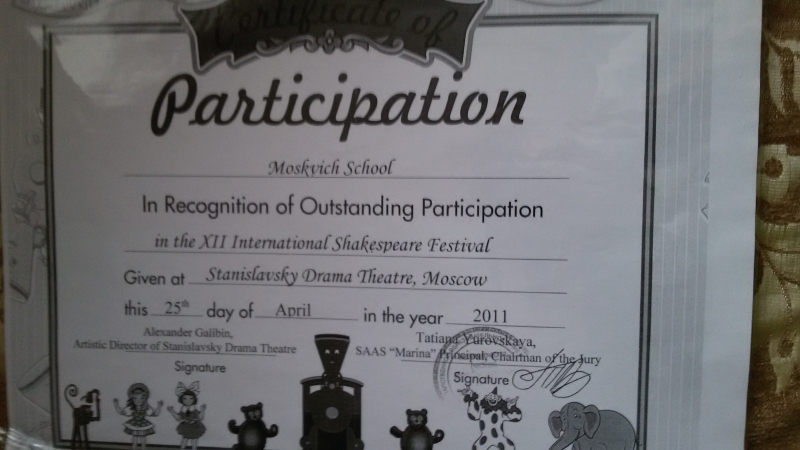 Certificate of
Participation
Moskvich School
In Recognition of Outstanding Participation
in the XII International Shakespeare Festival
Given at Stanislavsky Drama Theatre, Moscow
this 25th day of April in the year 2011
Alexander Galibin,
Artistic Director of Stanislavsky Drama Theatre
Signature
Tatiana Yurovskaya,
SAAS "Marina" Principal, Chairman of the Jury
Signature